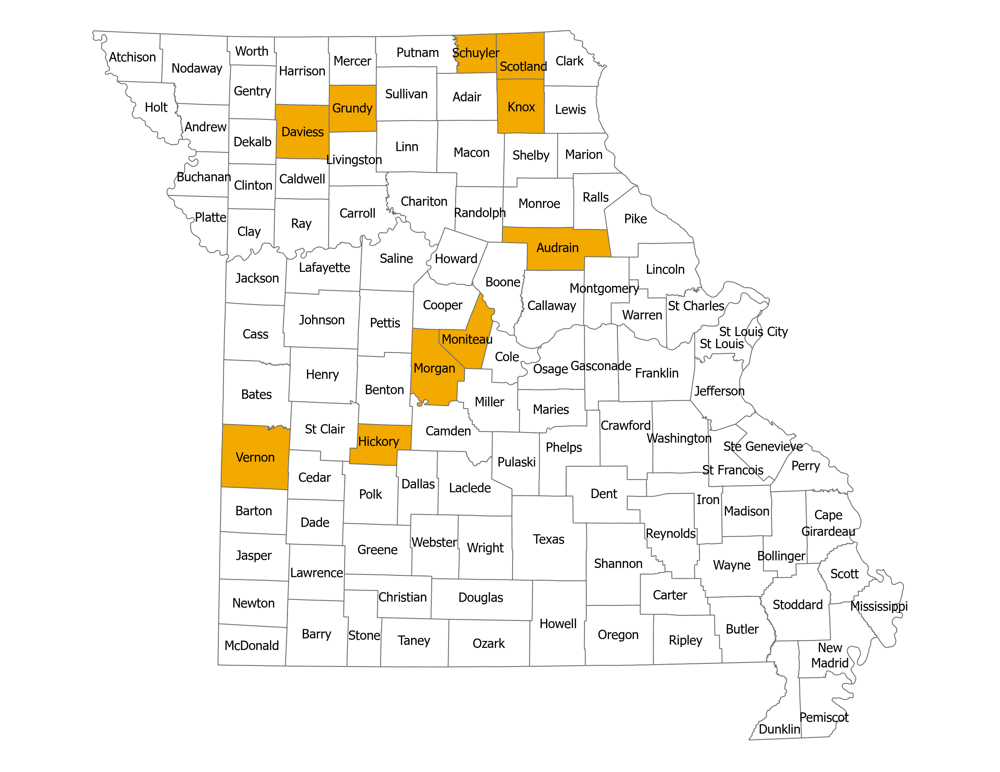 Atchison
Nodaway
Worth
Harrison
Mercer
Putnam
Schuyler
Scotland
Clark
Gentry
Holt
Andrew
Dekalb
Daviess
Grundy
Sullivan
Adair
Knox
Lewis
Livingston
Linn
Macon
Shelby
Marion
Buchanan
Clinton
Caldwell
Platte
Clay
Ray
Carroll
Chariton
Randolph
Monroe
Ralls
Pike
Audrain
Jackson
Lafayette
Saline
Howard
Boone
Callaway
Montgomery
Lincoln
St Charles
Warren
St Louis City
St Louis
Cass
Johnson
Pettis
Cooper
Moniteau
Morgan
Cole
Osage
Gasconade
Franklin
Jefferson
Bates
Henry
Benton
Miller
Maries
St Clair
Hickory
Camden
Crawford
Washington
Ste Genevieve
St Francois
Perry
Vernon
Cedar
Polk
Dallas
Laclede
Pulaski
Phelps
Dent
Iron
Madison
Cape
Girardeau
Barton
Dade
Greene
Webster
Wright
Texas
Reynolds
Shannon
Wayne
Bollinger
Scott
Jasper
Lawrence
Newton
Christian
Douglas
Howell
Carter
Stoddard
Mississippi
McDonald
Barry
Stone
Taney
Ozark
Oregon
Ripley
Butler
New
Madrid
Pemiscot
Dunklin